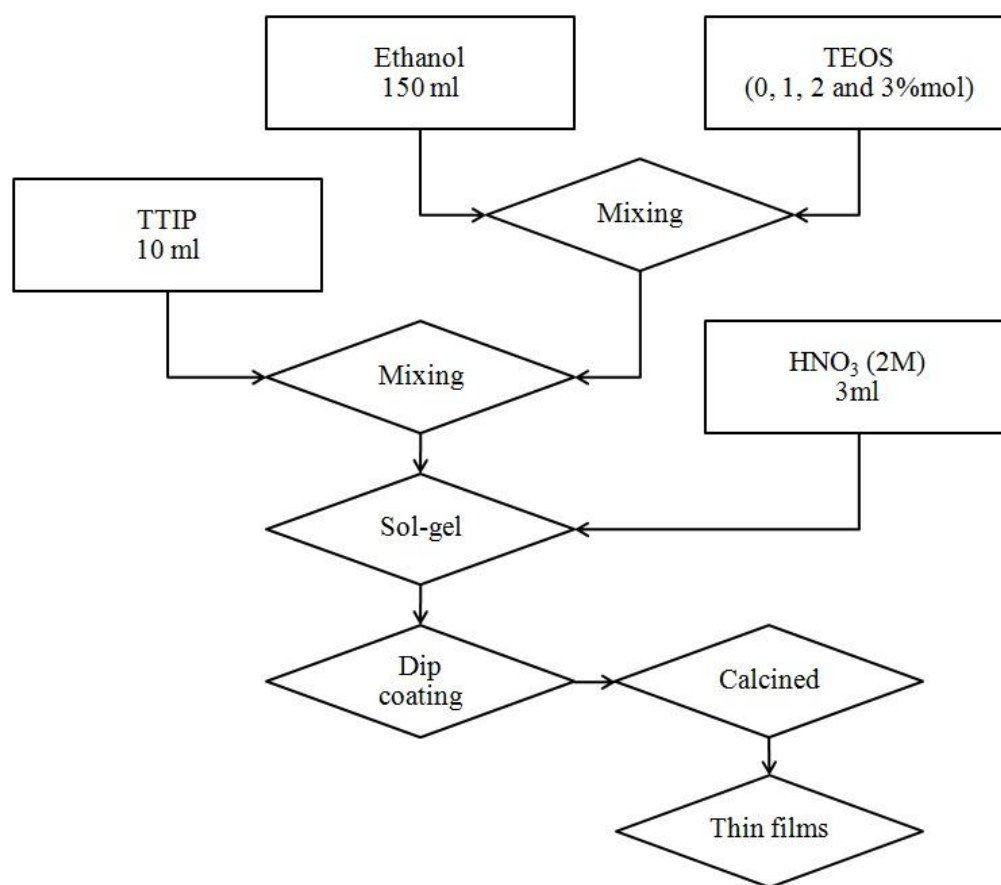 Ethanol
150 ml
TEOS
(0, 1, 2 and 3%mol)
TTIP
10 ml
Mixing
Mixing
HNO₃ (2M)
3ml
Sol-gel
Dip
coating
Calcined
Thin films